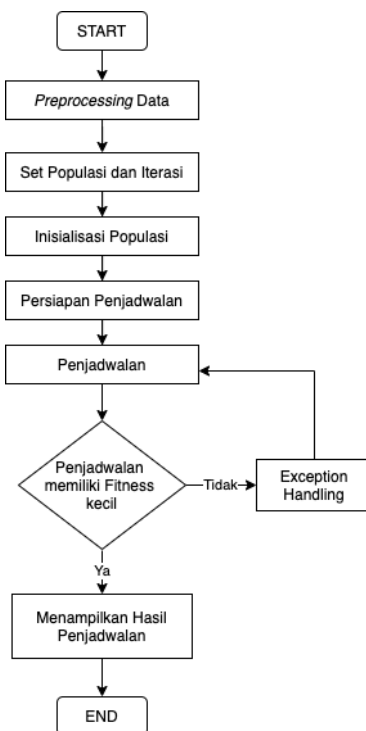 START
Preprocessing Data
Set Populasi dan Iterasi
Inisialisasi Populasi
Persiapan Penjadwalan
Penjadwalan
Penjadwalan
memiliki Fitness
kecil
Tidak
Exception
Handling
Ya
Menampilkan Hasil
Penjadwalan
END